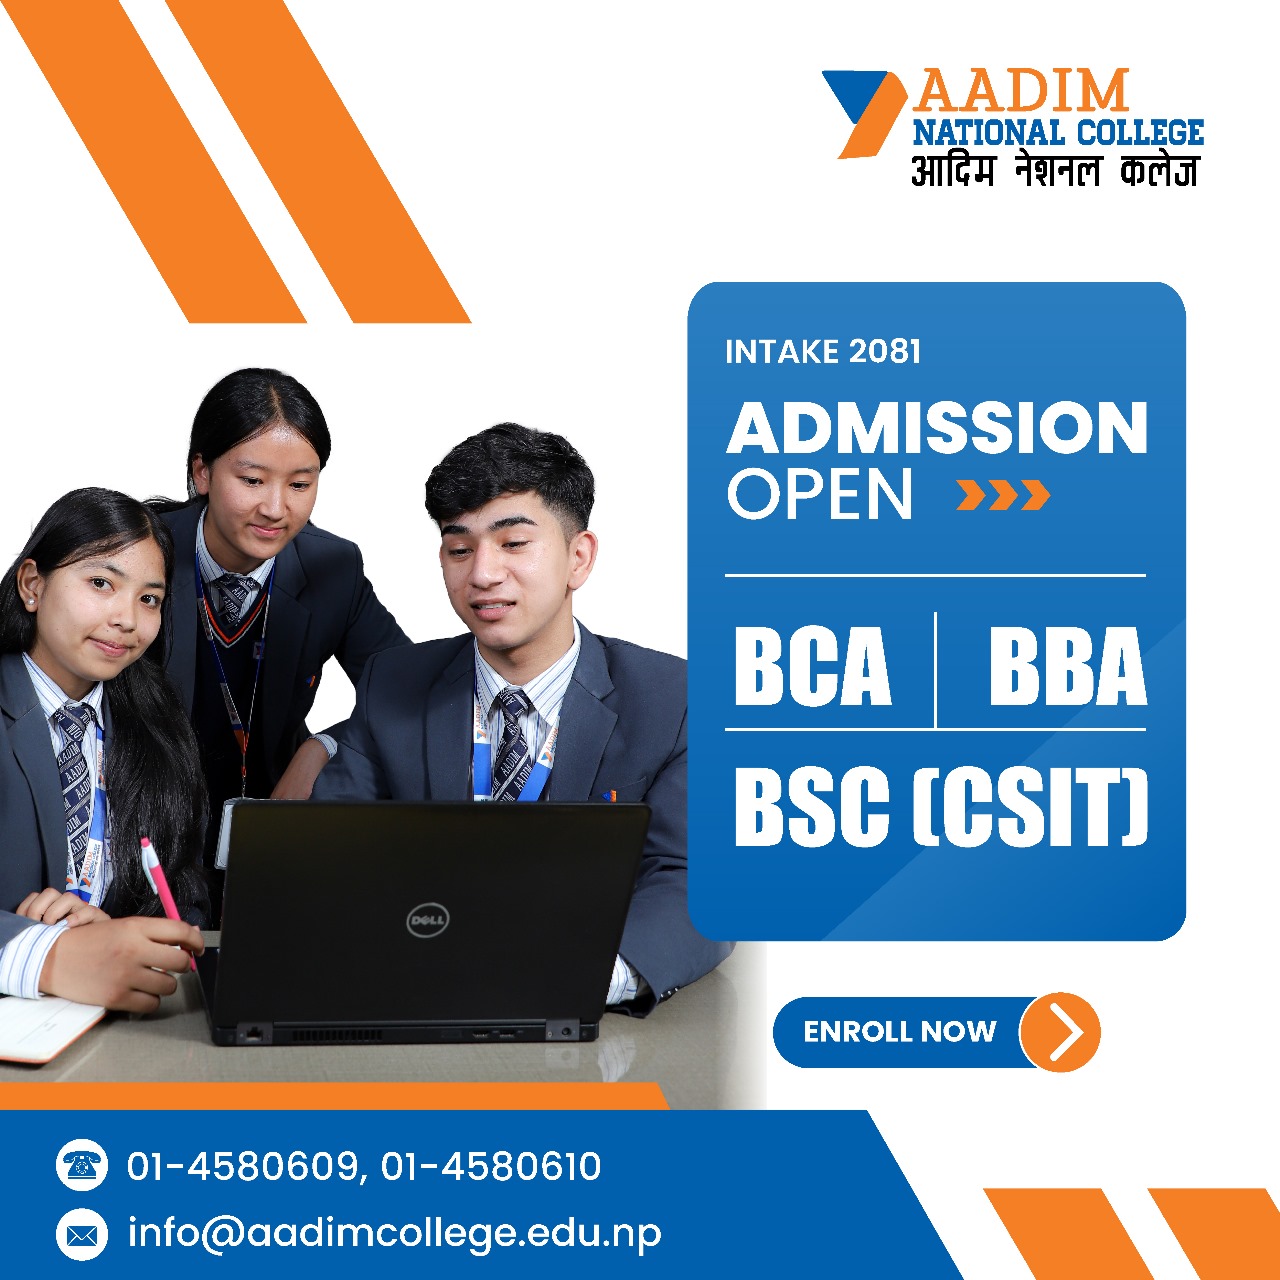 AADIM
NATIONAL COLLEGE
आदिम नेशनल कलेज
INTAKE 2081
ADMISSION
OPEN
BCA | BBA
BSC (CSIT)
ENROLL NOW
AADIM
DELL
01-4580609, 01-4580610
info@aadimcollege.edu.np